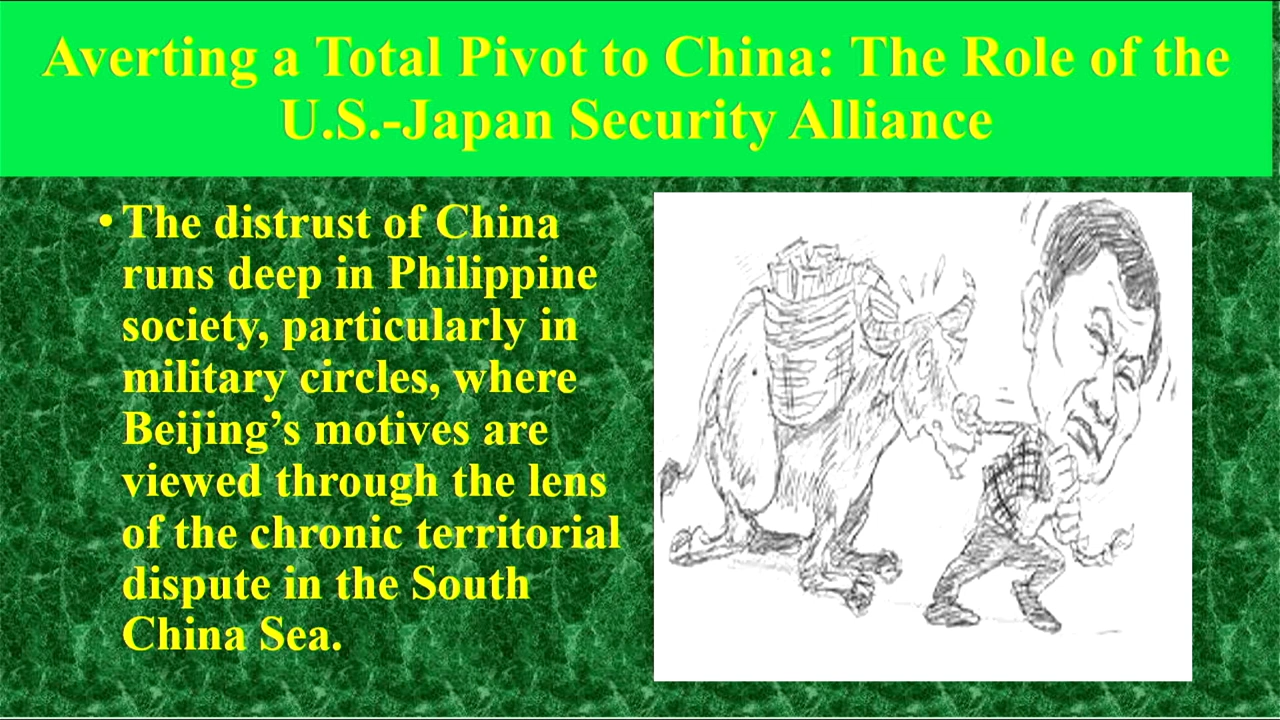 Averting a Total Pivot to China: The Role of the
U.S.-Japan Security Alliance
• The distrust of China
runs deep in Philippine
society, particularly in
military circles, where
Beijing’s motives are
viewed through the lens
of the chronic territorial
dispute in the South
China Sea.